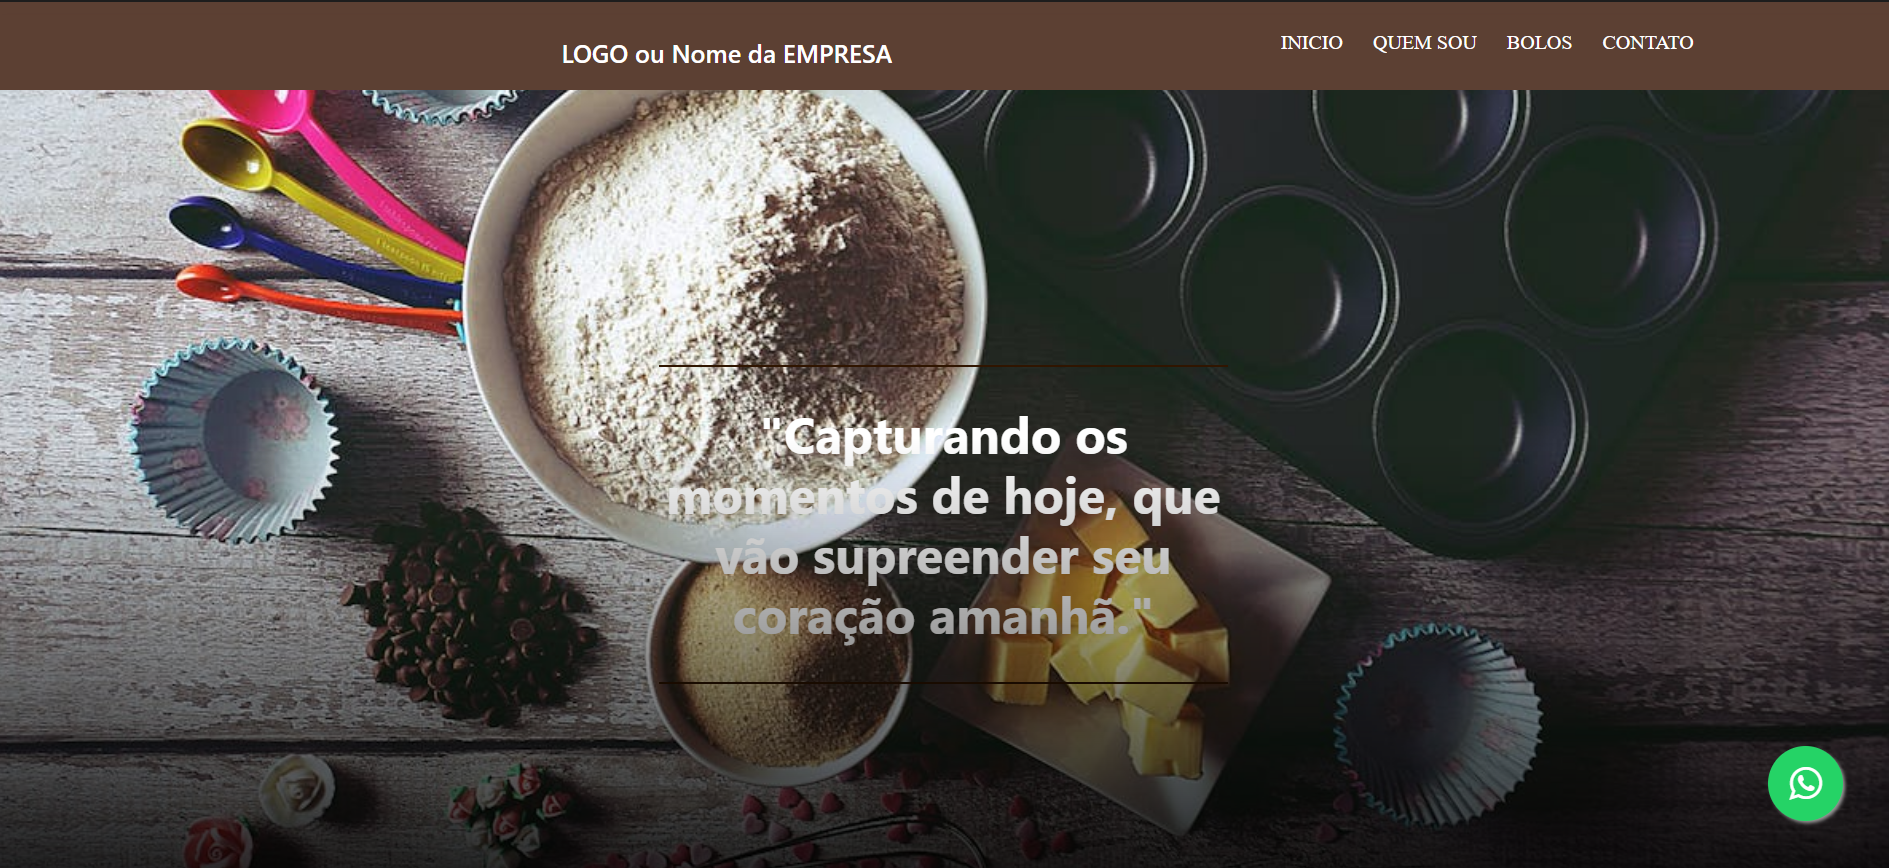 LOGO ou Nome da EMPRESA
INICIO QUEM SOU BOLOS CONTATO
"Capturando os
momentos de hoje, que
vão supreender seu
coração amanhã."